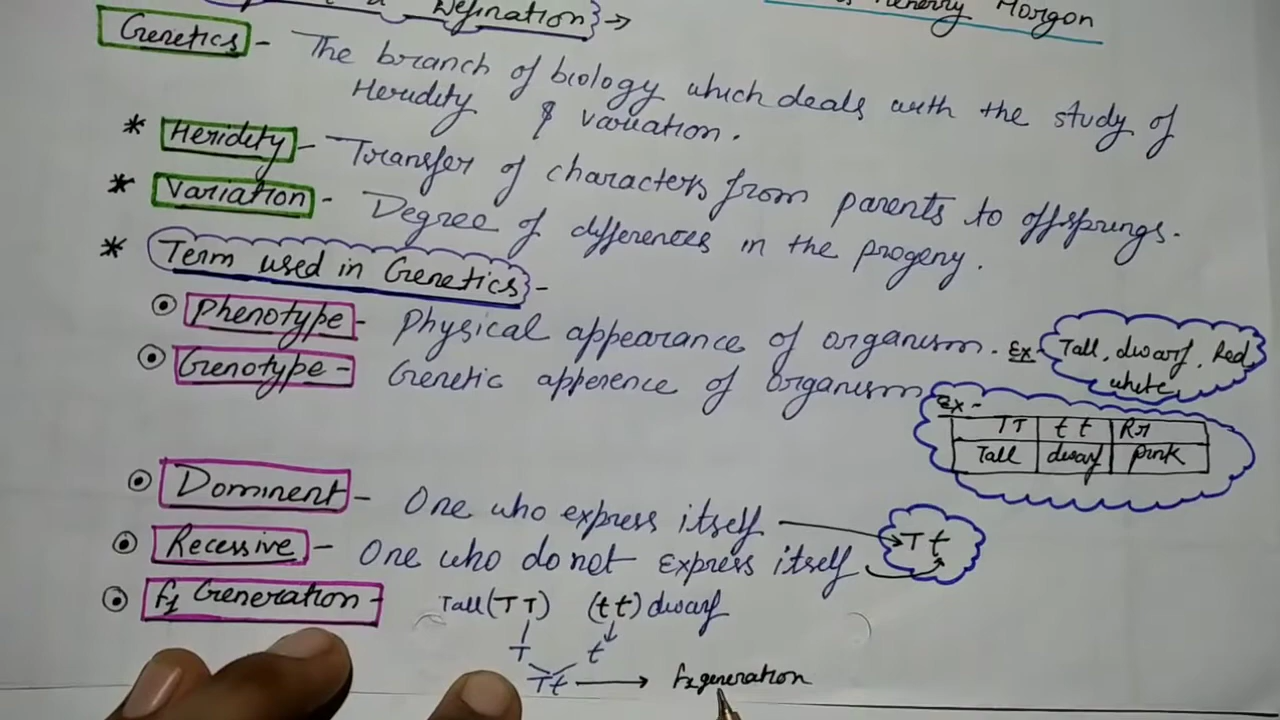 Defination →
Henerry Morgon
Genetics - The branch of biology which deals with the study of
Heridity & variation.
* Heridity - Transfer of characters from parents to offsprings.
* Variation - Degree of differences in the progeny.
* Term used in Genetics -
Phenotype - Physical appearance of organism. Ex- Tall, dwarf, Red,
white
Genotype - Genetic apperence of organism
Ex-
TT tt Rr
Tall dwarf pink
Dominent - One who express itself
Recessive - One who do not express itself
Tt
F1 Generation - Tall (TT) (tt) dwarf
T t
Tt → F1 generation